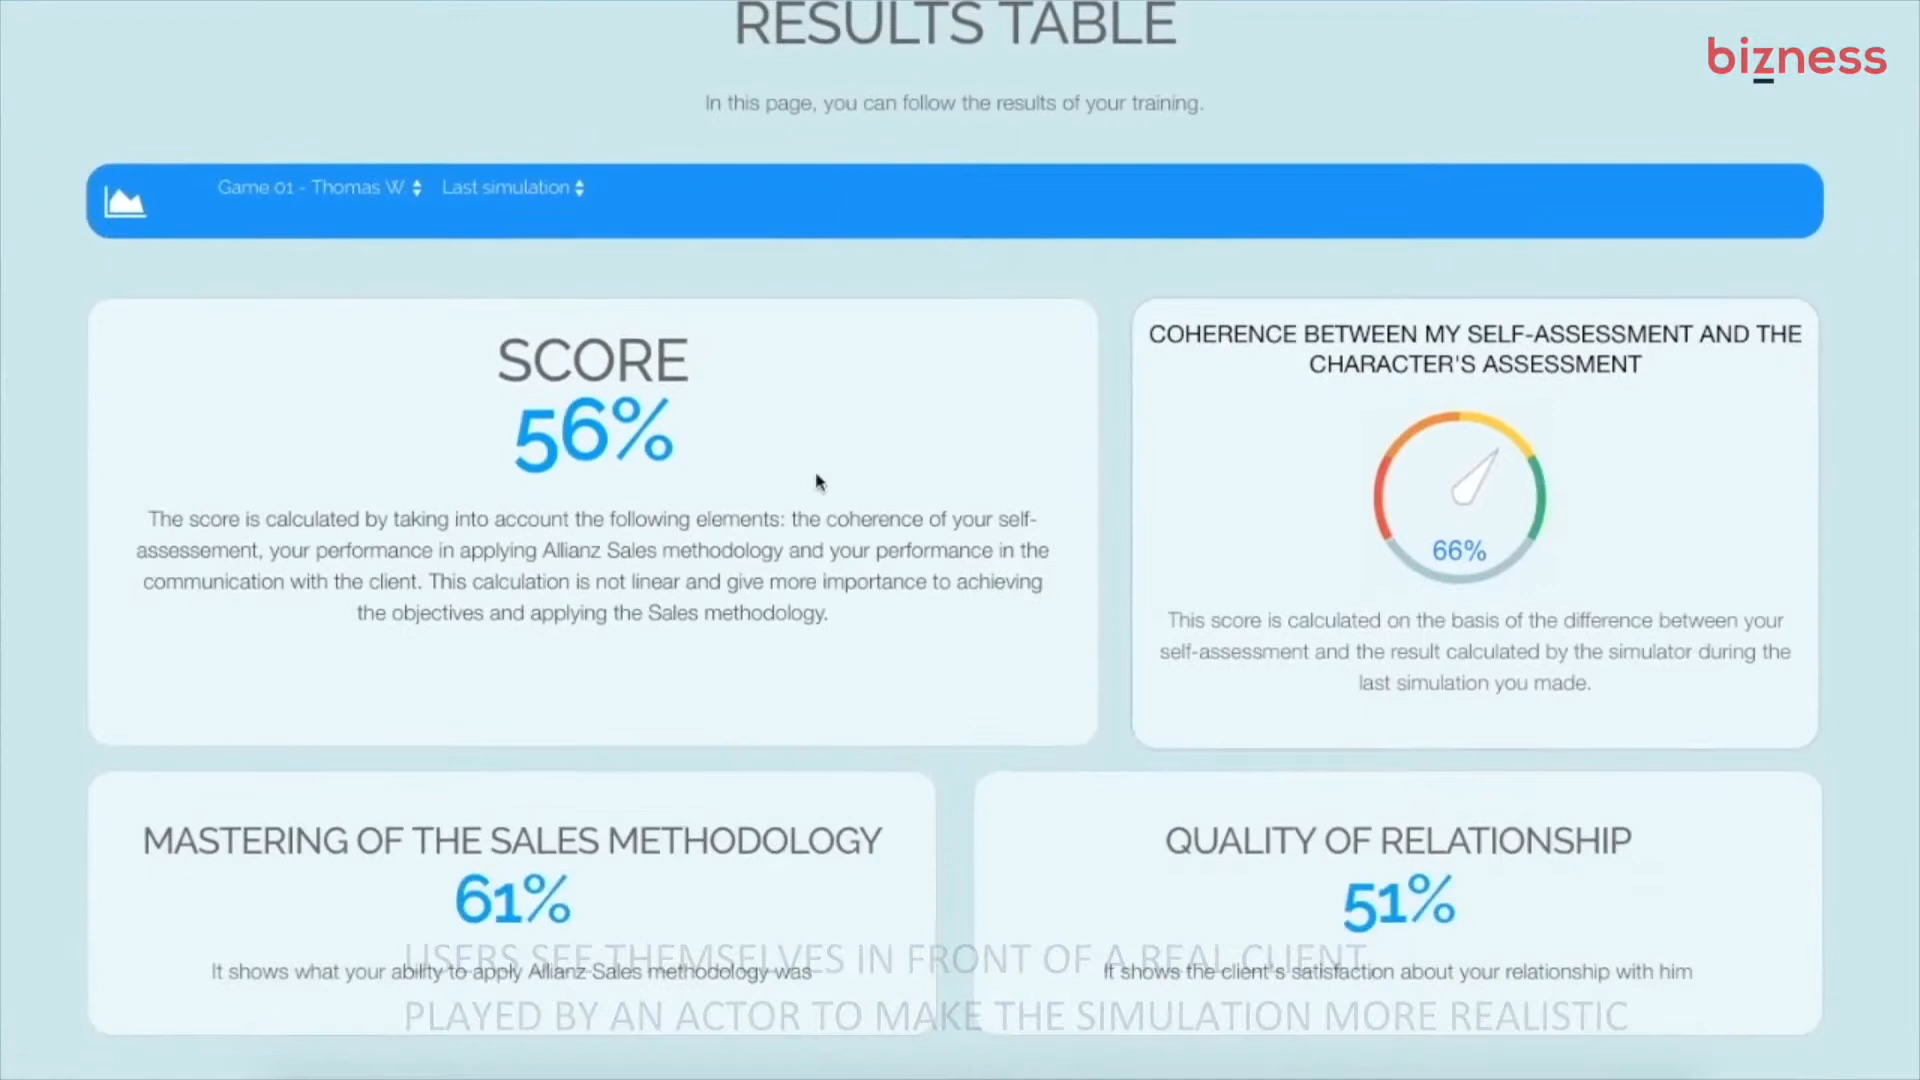 RESULTS TABLE
bizness
In this page, you can follow the results of your training.
Game 01 - Thomas W
Last simulation
SCORE
56%
The score is calculated by taking into account the following elements: the coherence of your self-
assessement, your performance in applying Allianz Sales methodology and your performance in the
communication with the client. This calculation is not linear and give more importance to achieving
the objectives and applying the Sales methodology.
COHERENCE BETWEEN MY SELF-ASSESSMENT AND THE
CHARACTER'S ASSESSMENT
66%
This score is calculated on the basis of the difference between your
self-assessment and the result calculated by the simulator during the
last simulation you made.
MASTERING OF THE SALES METHODOLOGY
61%
It shows what your ability to apply Allianz Sales methodology was
QUALITY OF RELATIONSHIP
51%
It shows the client's satisfaction about your relationship with him
USERS SEE THEMSELVES IN FRONT OF A REAL CLIENT
PLAYED BY AN ACTOR TO MAKE THE SIMULATION MORE REALISTIC